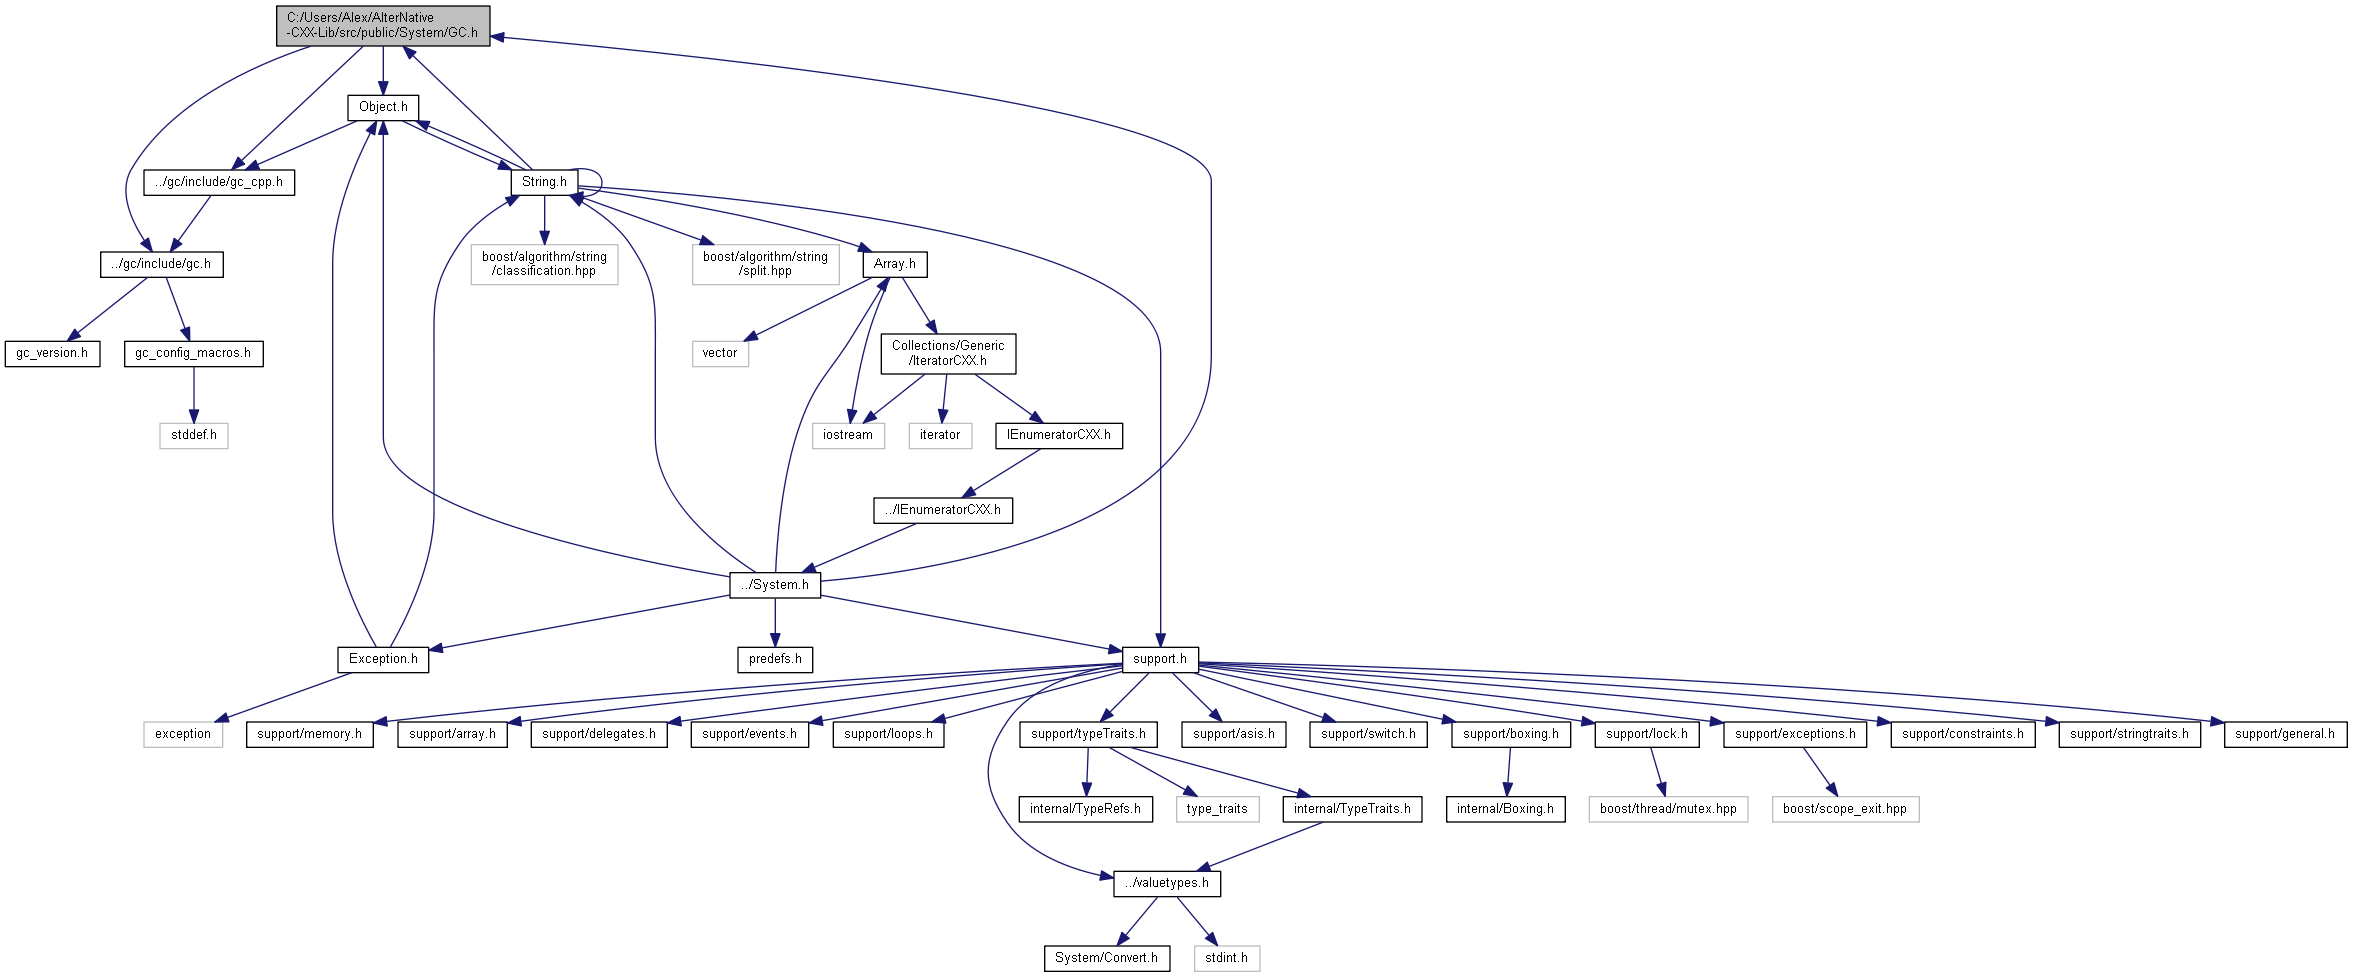 C:/Users/Alex/AlterNative
-CXX-Lib/src/public/System/GC.h
Object.h
../gc/include/gc_cpp.h
String.h
../gc/include/gc.h
boost/algorithm/string
/classification.hpp
boost/algorithm/string
/split.hpp
Array.h
gc_version.h
gc_config_macros.h
vector
Collections/Generic
/IteratorCXX.h
stddef.h
iostream
iterator
IEnumeratorCXX.h
../IEnumeratorCXX.h
../System.h
Exception.h
predefs.h
support.h
exception
support/memory.h
support/array.h
support/delegates.h
support/events.h
support/loops.h
support/typeTraits.h
support/asis.h
support/switch.h
support/boxing.h
support/lock.h
support/exceptions.h
support/constraints.h
support/stringtraits.h
support/general.h
internal/TypeRefs.h
type_traits
internal/TypeTraits.h
internal/Boxing.h
boost/thread/mutex.hpp
boost/scope_exit.hpp
../valuetypes.h
System/Convert.h
stdint.h